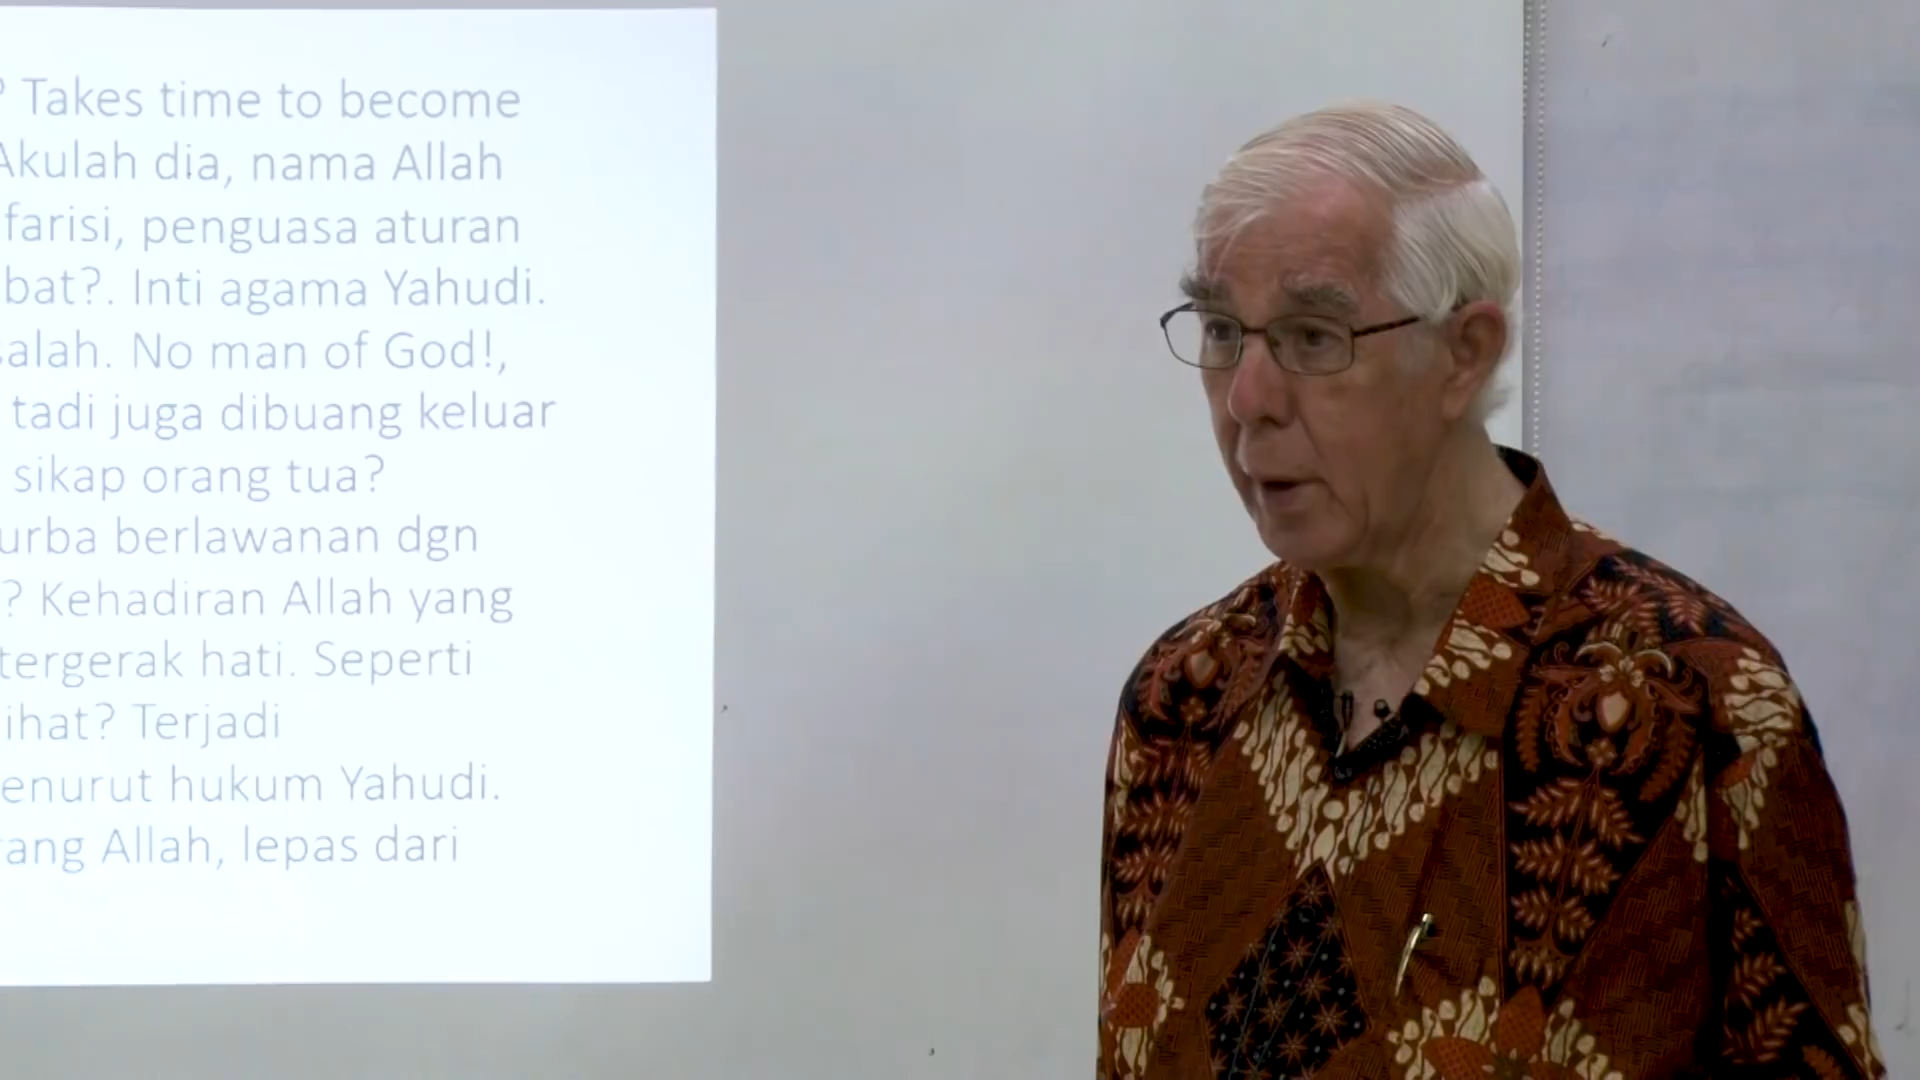 ? Takes time to become
Akulah dia, nama Allah
farisi, penguasa aturan
bat?. Inti agama Yahudi.
salah. No man of God!,
tadi juga dibuang keluar
sikap orang tua?
urba berlawanan dgn
? Kehadiran Allah yang
tergerak hati. Seperti
ihat? Terjadi
enurut hukum Yahudi.
rang Allah, lepas dari